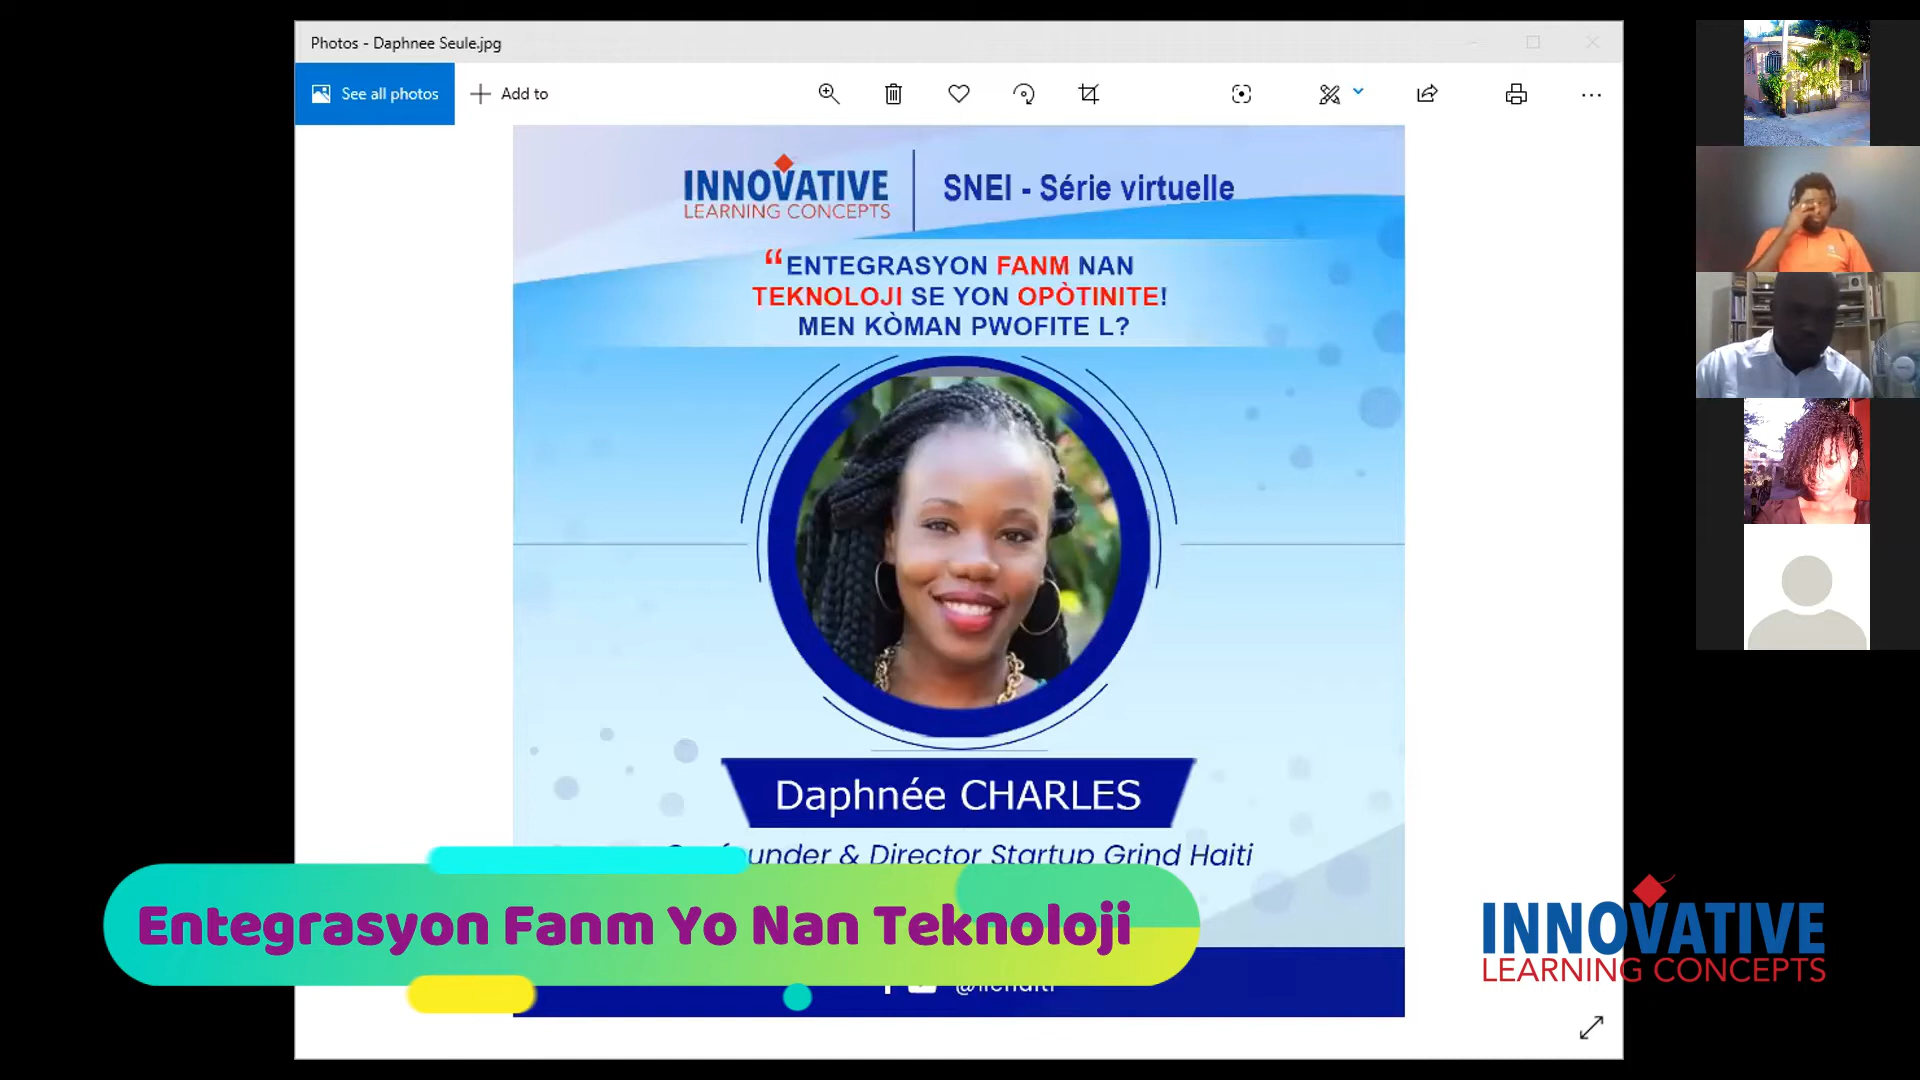 Photos - Daphnee Seule.jpg
See all photos
Add to
INNOVATIVE
LEARNING CONCEPTS
SNEI - Série virtuelle
“ENTEGRASYON FANM NAN
TEKNOLOJI SE YON OPÒTINITE!
MEN KÒMAN PWOFITE L?
Daphnée CHARLES
& Director Startup Grind Haiti
Entegrasyon Fanm Yo Nan Teknoloji
INNOVATIVE
LEARNING CONCEPTS